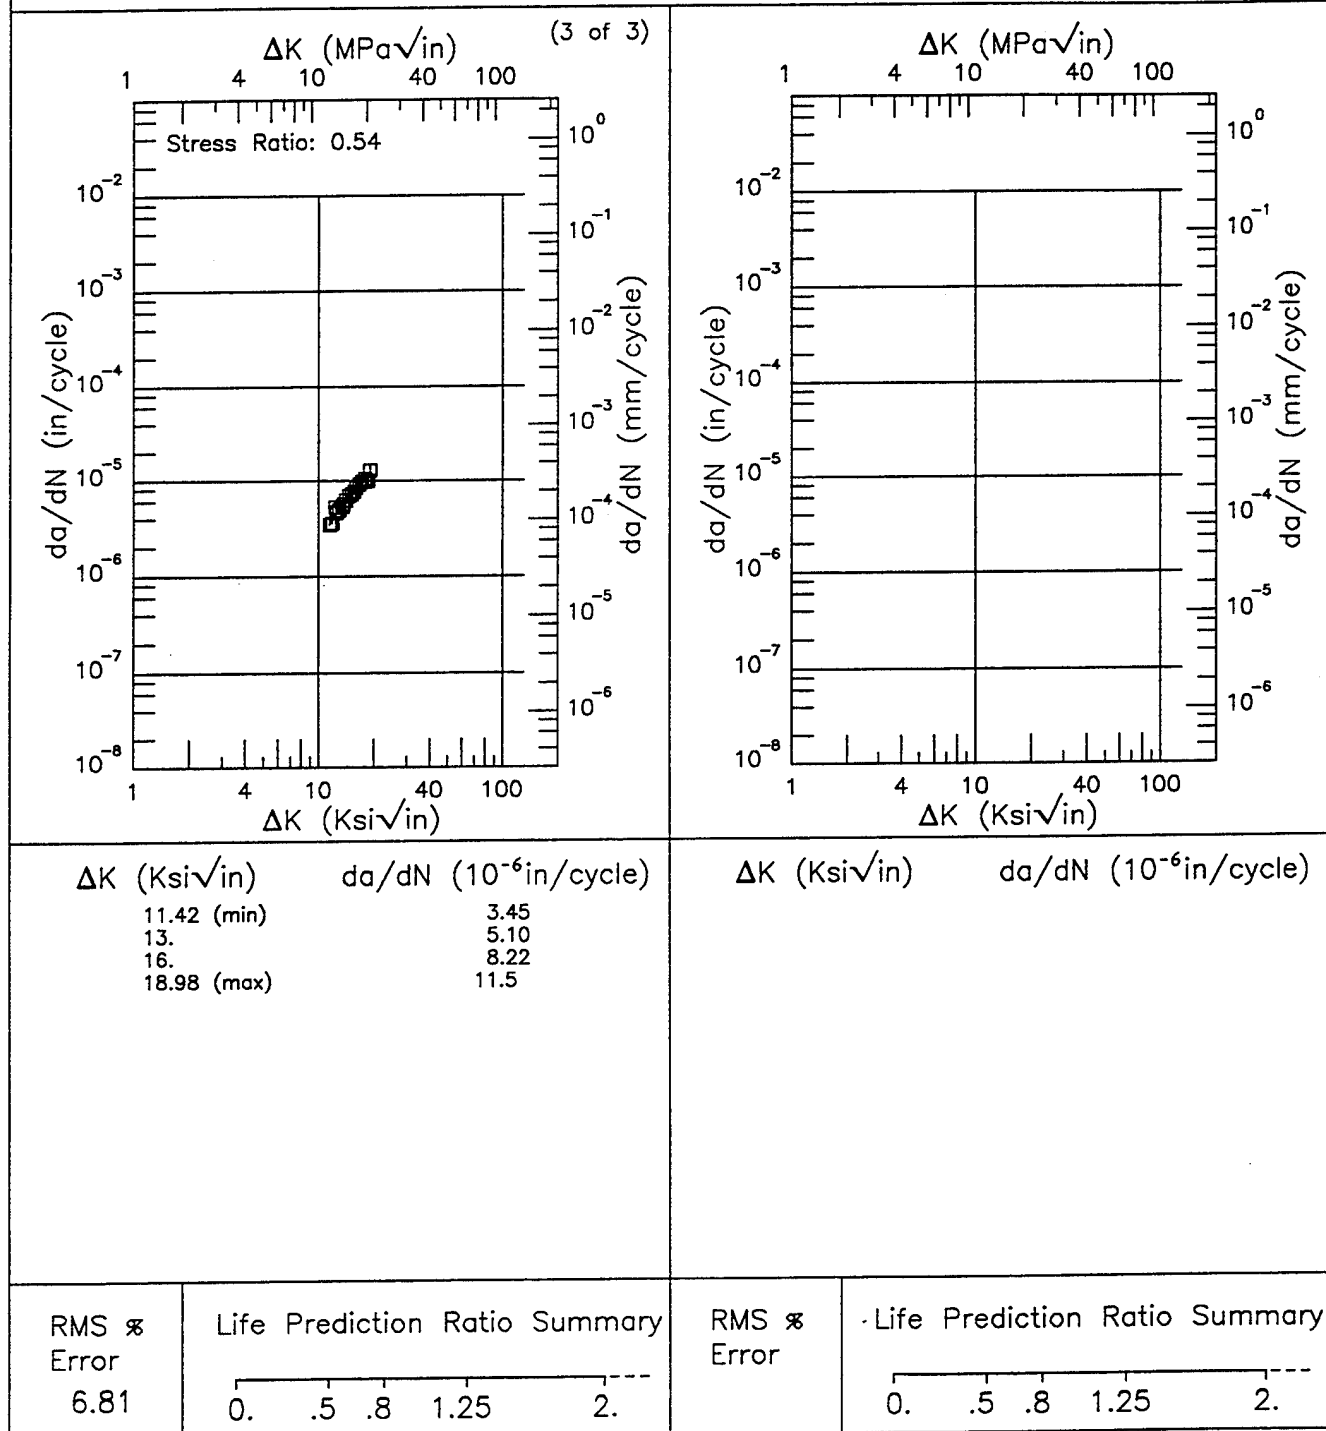 (3 of 3)
ΔK (MPa√in)
1 4 10 40 100
Stress Ratio: 0.54
da/dN (in/cycle)
10⁻²
10⁻³
10⁻⁴
10⁻⁵
10⁻⁶
10⁻⁷
10⁻⁸
10⁰
10⁻¹
10⁻²
10⁻³
10⁻⁴
10⁻⁵
10⁻⁶
da/dN (mm/cycle)
1 4 10 40 100
ΔK (Ksi√in)
ΔK (MPa√in)
1 4 10 40 100
da/dN (in/cycle)
10⁻²
10⁻³
10⁻⁴
10⁻⁵
10⁻⁶
10⁻⁷
10⁻⁸
10⁰
10⁻¹
10⁻²
10⁻³
10⁻⁴
10⁻⁵
10⁻⁶
da/dN (mm/cycle)
1 4 10 40 100
ΔK (Ksi√in)
ΔK (Ksi√in) da/dN (10⁻⁶in/cycle)
11.42 (min) 3.45
13. 5.10
16. 8.22
18.98 (max) 11.5
ΔK (Ksi√in) da/dN (10⁻⁶in/cycle)
RMS %
Error
6.81
Life Prediction Ratio Summary
0. .5 .8 1.25 2.
RMS %
Error
Life Prediction Ratio Summary
0. .5 .8 1.25 2.